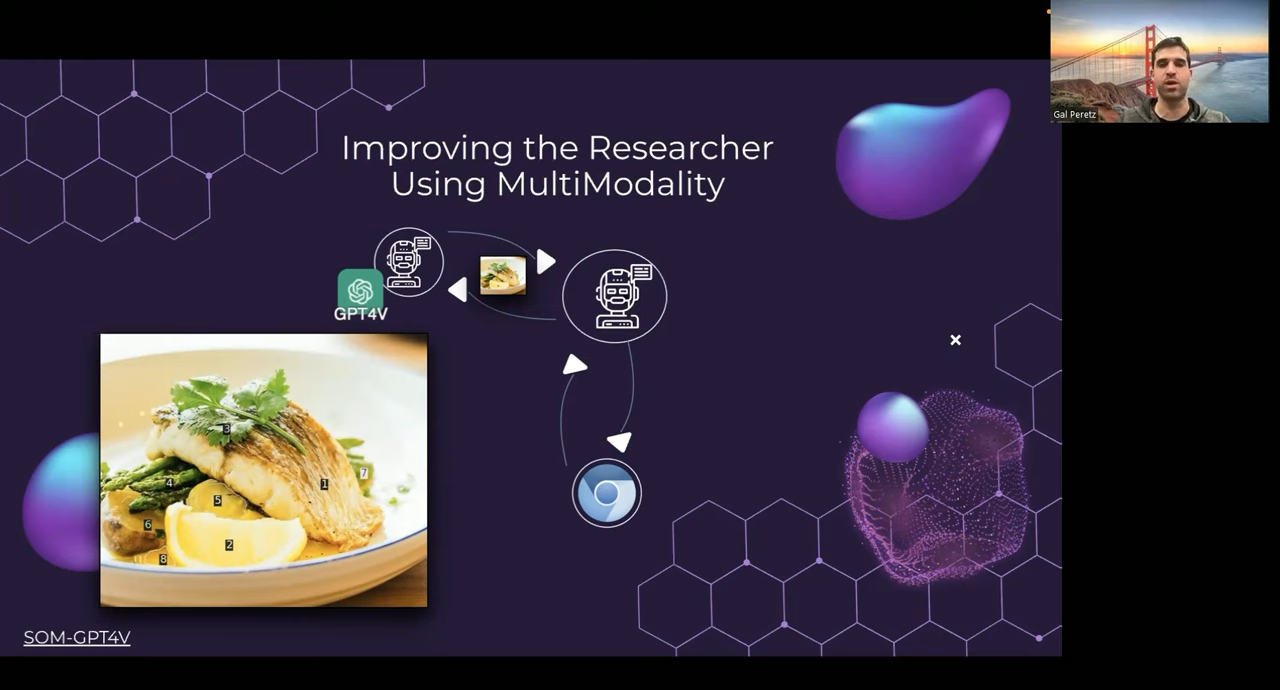 Improving the Researcher
Using MultiModality
Gal Peretz
GPT4V
3
7
4
1
5
6
2
8
SOM-GPT4V